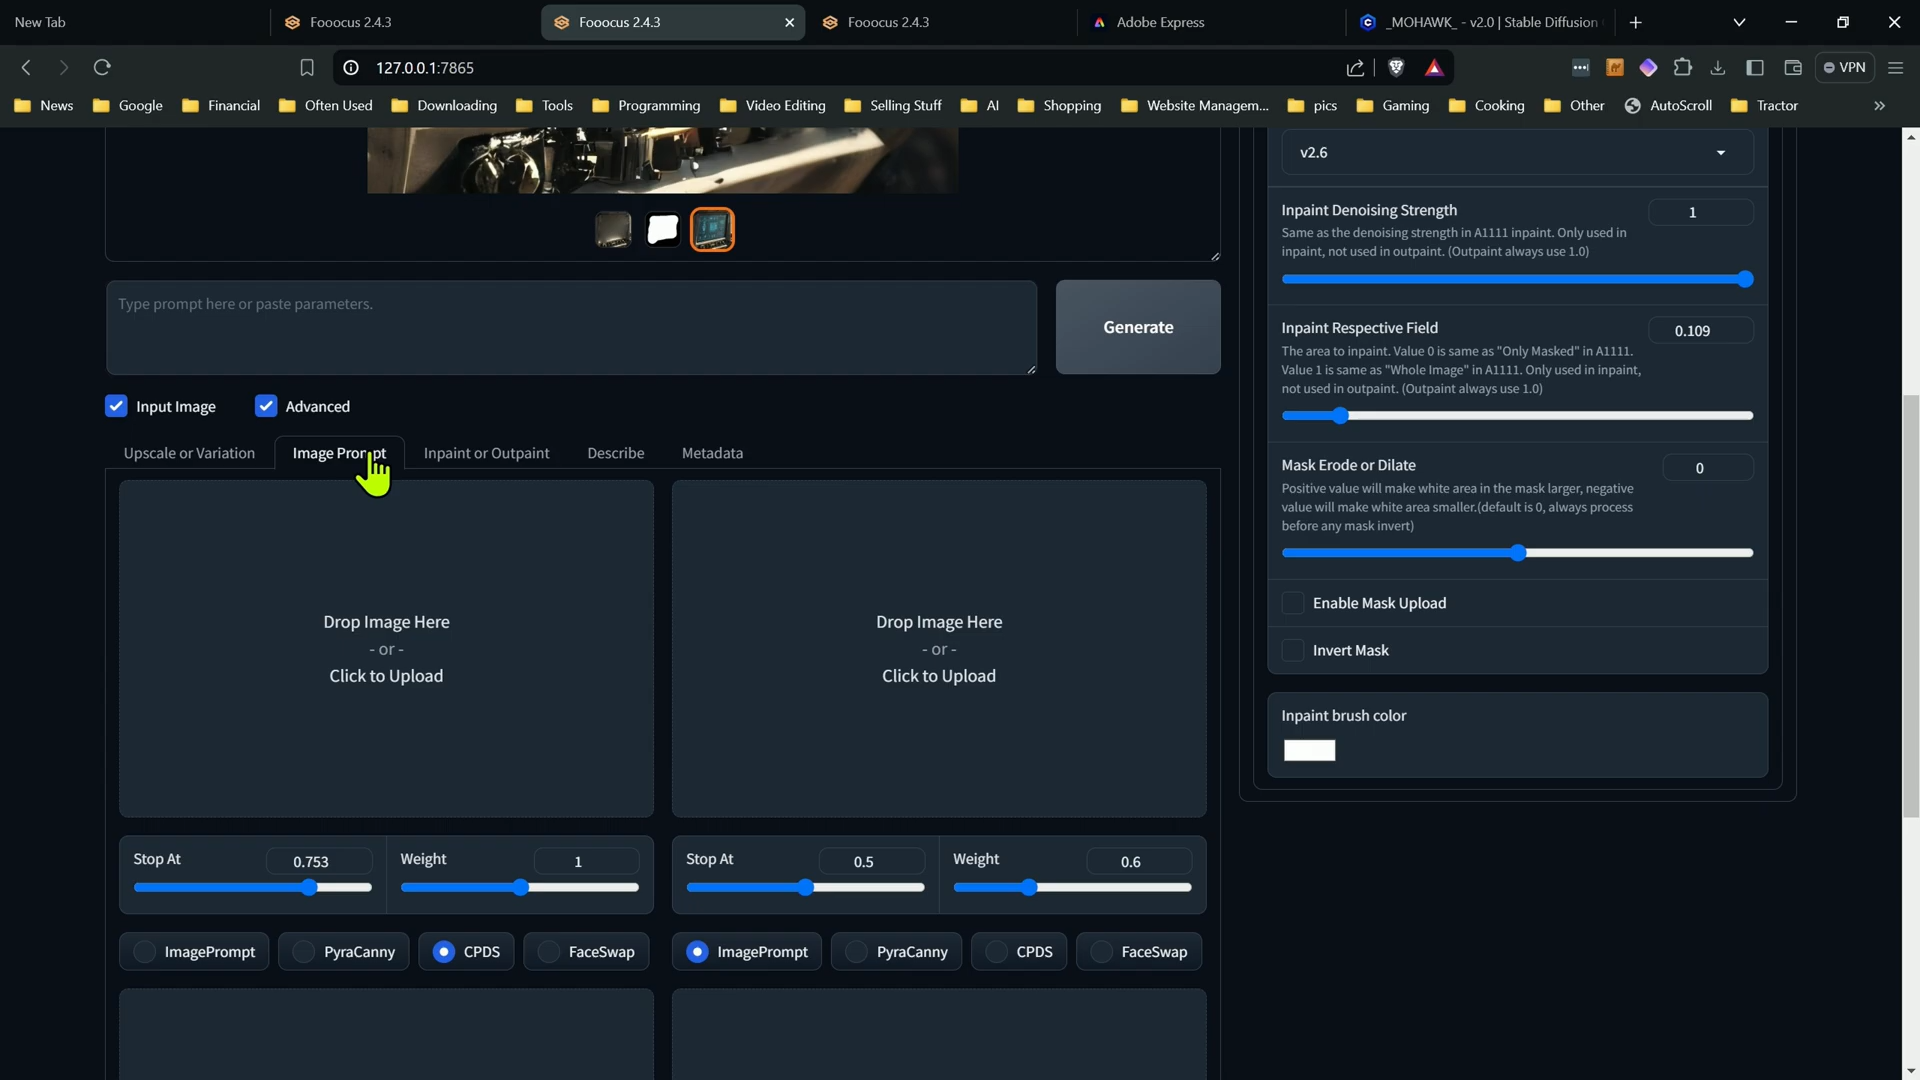 New Tab
Fooocus 2.4.3
Fooocus 2.4.3
Fooocus 2.4.3
Adobe Express
_MOHAWK_ - v2.0 | Stable Diffusion
127.0.0.1:7865
VPN
News
Google
Financial
Often Used
Downloading
Tools
Programming
Video Editing
Selling Stuff
AI
Shopping
Website Managem...
pics
Gaming
Cooking
Other
AutoScroll
Tractor
v2.6
Inpaint Denoising Strength
1
Same as the denoising strength in A1111 inpaint. Only used in
inpaint, not used in outpaint. (Outpaint always use 1.0)
Type prompt here or paste parameters.
Generate
Inpaint Respective Field
0.109
The area to inpaint. Value 0 is same as "Only Masked" in A1111.
Value 1 is same as "Whole Image" in A1111. Only used in inpaint,
not used in outpaint. (Outpaint always use 1.0)
Input Image
Advanced
Upscale or Variation
Image Prompt
Inpaint or Outpaint
Describe
Metadata
Mask Erode or Dilate
0
Positive value will make white area in the mask larger, negative
value will make white area smaller.(default is 0, always process
before any mask invert)
Enable Mask Upload
Invert Mask
Inpaint brush color
Drop Image Here
- or -
Click to Upload
Drop Image Here
- or -
Click to Upload
Stop At
0.753
Weight
1
Stop At
0.5
Weight
0.6
ImagePrompt
PyraCanny
CPDS
FaceSwap
ImagePrompt
PyraCanny
CPDS
FaceSwap